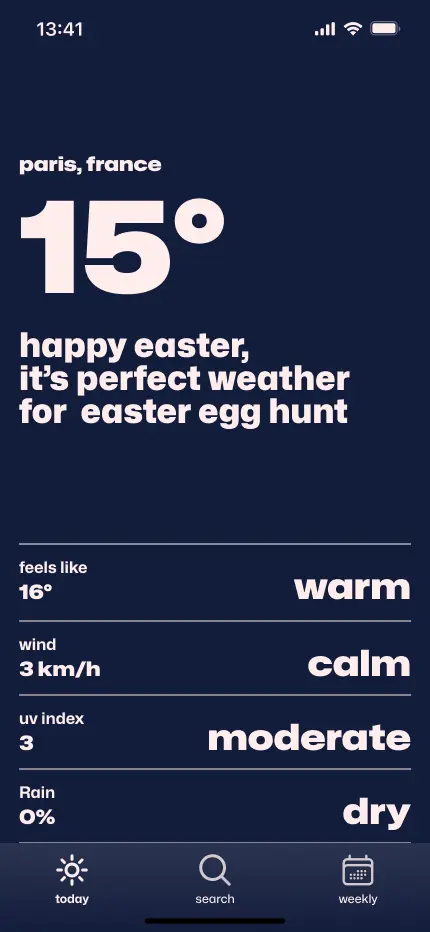 13:41
paris, france
15°
happy easter,
it's perfect weather
for  easter egg hunt
feels like
16°
warm
wind
3 km/h
calm
uv index
3
moderate
Rain
0%
dry
today
search
weekly